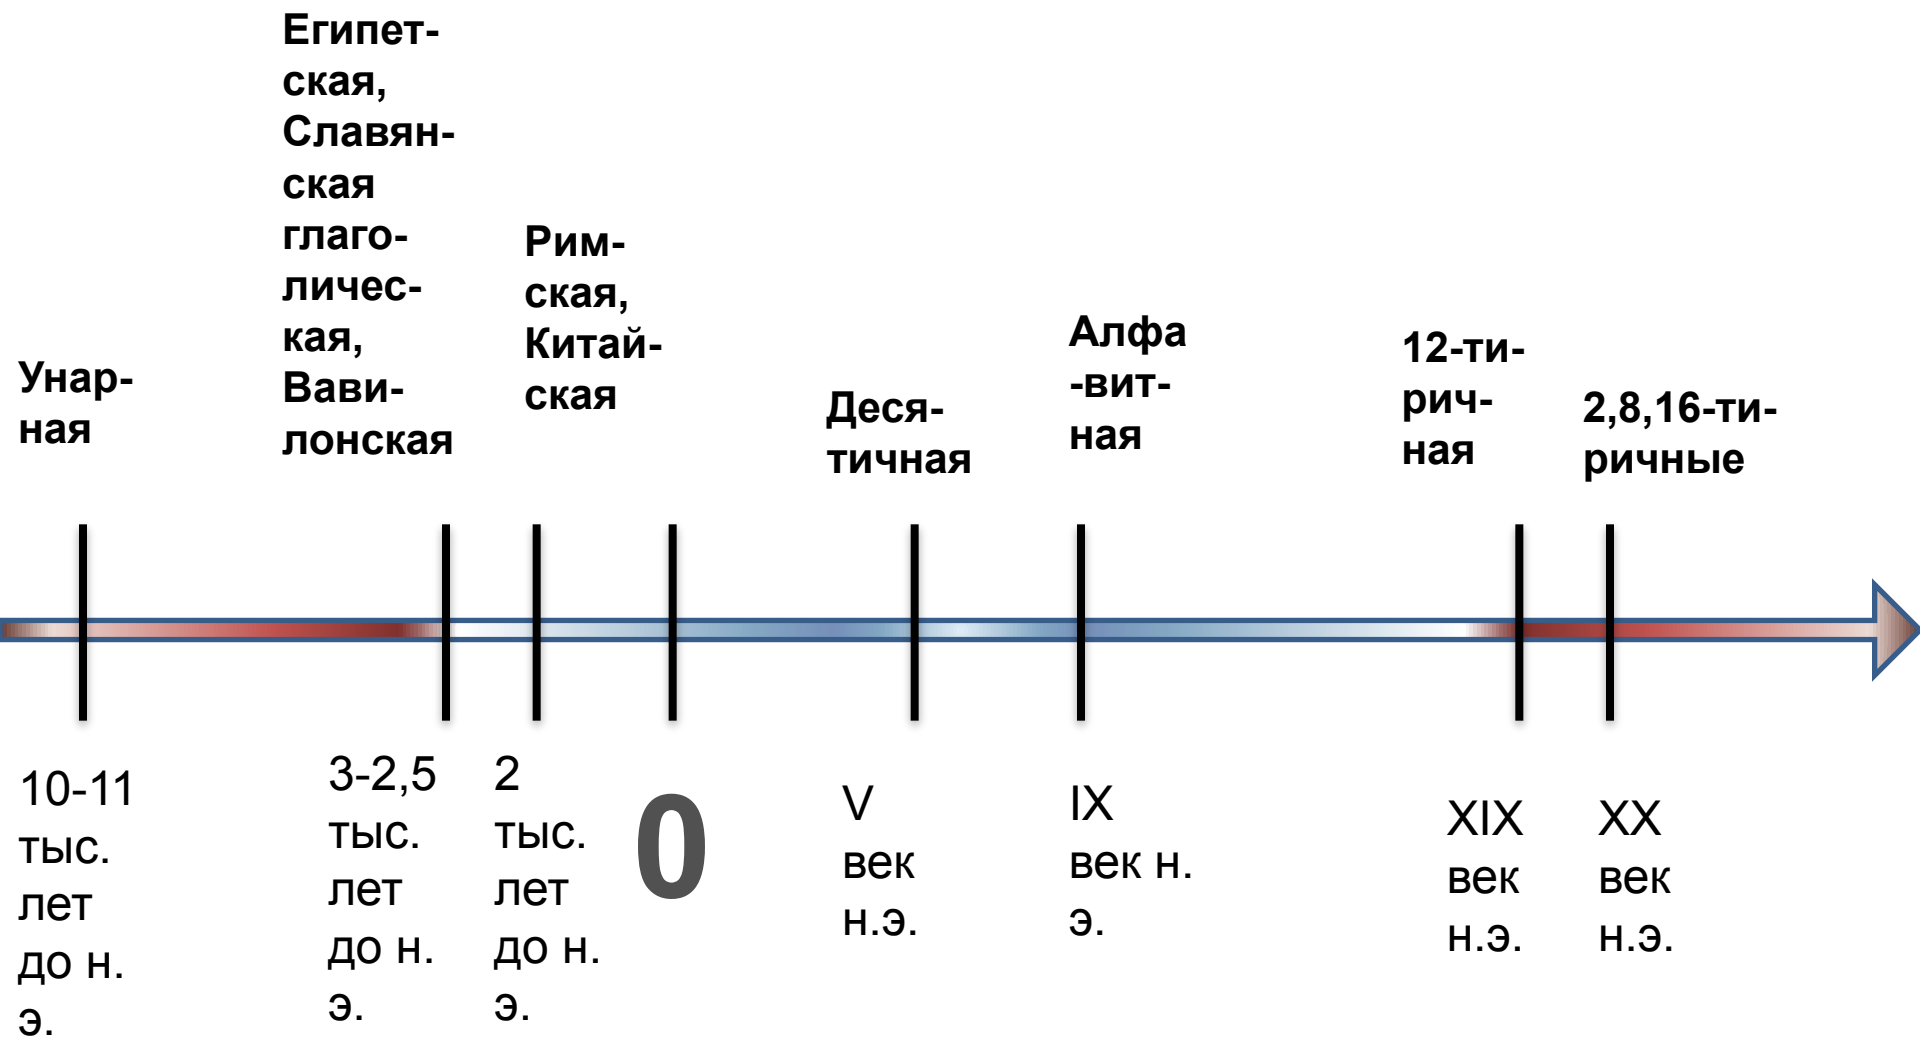 Унар-
ная
Египет-
ская,
Славян-
ская
глаго-
личес-
кая,
Вави-
лонская
Рим-
ская,
Китай-
ская
Деся-
тичная
Алфа
-вит-
ная
12-ти-
рич-
ная
2,8,16-ти-
ричные
10-11
тыс.
лет
до н.
э.
3-2,5
тыс.
лет
до н.
э.
2
тыс.
лет
до н.
э.
0
V
век
н.э.
IX
век н.
э.
XIX
век
н.э.
XX
век
н.э.